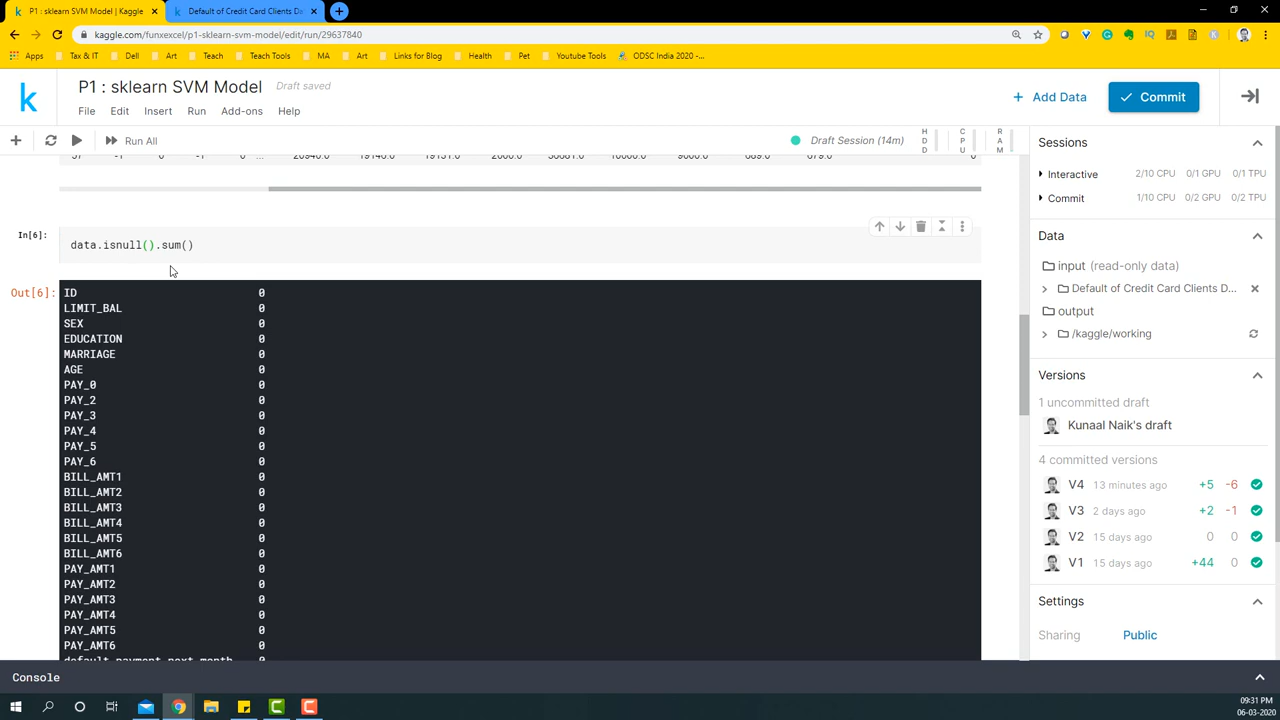 P1 : sklearn SVM Model | Kaggle
Default of Credit Card Clients Da
kaggle.com/funxexcel/p1-sklearn-svm-model/edit/run/29637840
Apps Tax & IT Dell Art Teach Teach Tools MA Art Links for Blog Health Pet Youtube Tools ODSC India 2020 -...
P1 : sklearn SVM Model Draft saved
File Edit Insert Run Add-ons Help
+ Add Data
Commit
Run All
Draft Session (14m)
HDD
CPU
RAM
In[6]:
data.isnull().sum()
Out[6]:
ID 0
LIMIT_BAL 0
SEX 0
EDUCATION 0
MARRIAGE 0
AGE 0
PAY_0 0
PAY_2 0
PAY_3 0
PAY_4 0
PAY_5 0
PAY_6 0
BILL_AMT1 0
BILL_AMT2 0
BILL_AMT3 0
BILL_AMT4 0
BILL_AMT5 0
BILL_AMT6 0
PAY_AMT1 0
PAY_AMT2 0
PAY_AMT3 0
PAY_AMT4 0
PAY_AMT5 0
PAY_AMT6 0
default.payment.next.month 0
Sessions
Interactive 2/10 CPU 0/1 GPU 0/1 TPU
Commit 1/10 CPU 0/2 GPU 0/2 TPU
Data
input (read-only data)
Default of Credit Card Clients D...
output
/kaggle/working
Versions
1 uncommitted draft
Kunaal Naik's draft
4 committed versions
V4 13 minutes ago +5 -6
V3 2 days ago +2 -1
V2 15 days ago 0 0
V1 15 days ago +44 0
Settings
Sharing Public
Console
09:31 PM
06-03-2020